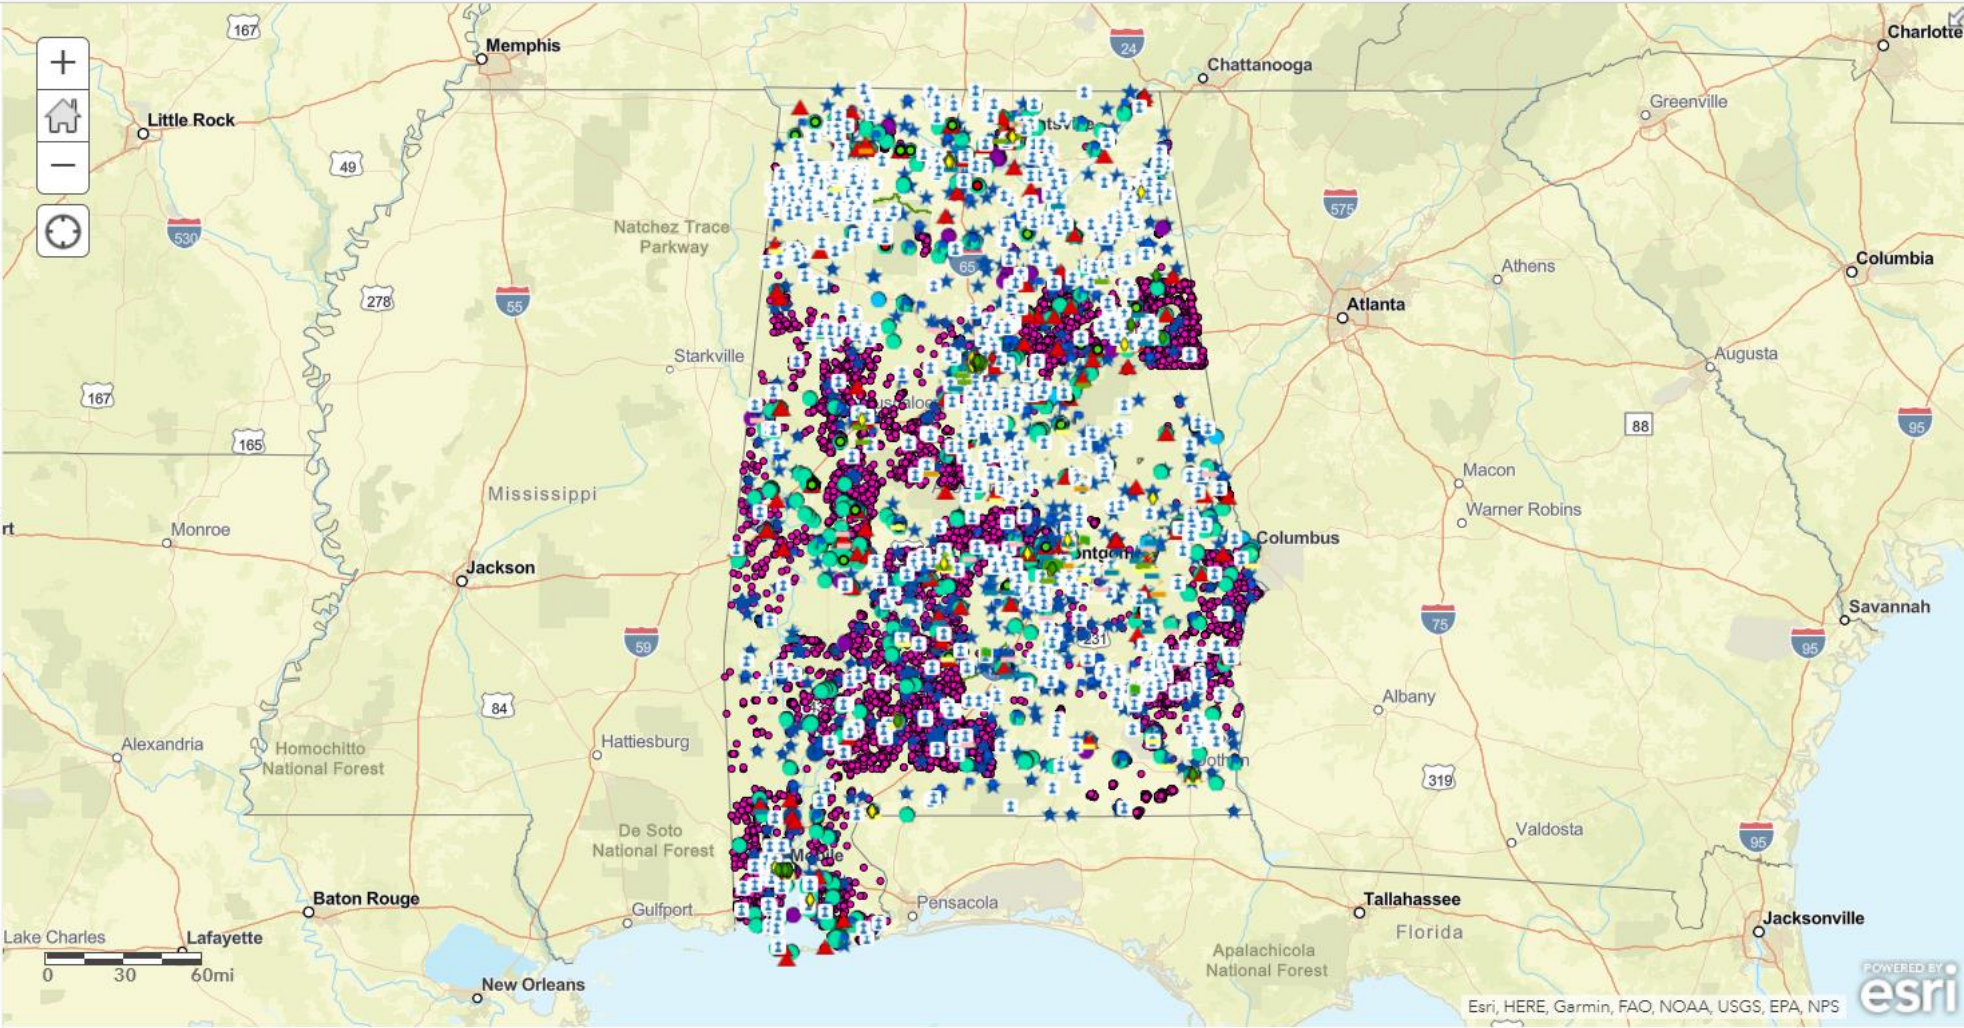 167
Memphis
24
Charlotte
Chattanooga
Greenville
Little Rock
49
530
575
Natchez Trace
Parkway
65
Columbia
Athens
278
55
Atlanta
Starkville
Augusta
167
95
165
88
Macon
Mississippi
Warner Robins
Monroe
rt
Columbus
Jackson
Savannah
75
59
231
95
Albany
84
Hattiesburg
Alexandria
Homochitto
National Forest
319
De Soto
National Forest
Valdosta
95
Mobile
Baton Rouge
Pensacola
Tallahassee
Gulfport
Jacksonville
Florida
Lake Charles
Lafayette
Apalachicola
National Forest
0 30 60mi
New Orleans
POWERED BY
esri
Esri, HERE, Garmin, FAO, NOAA, USGS, EPA, NPS